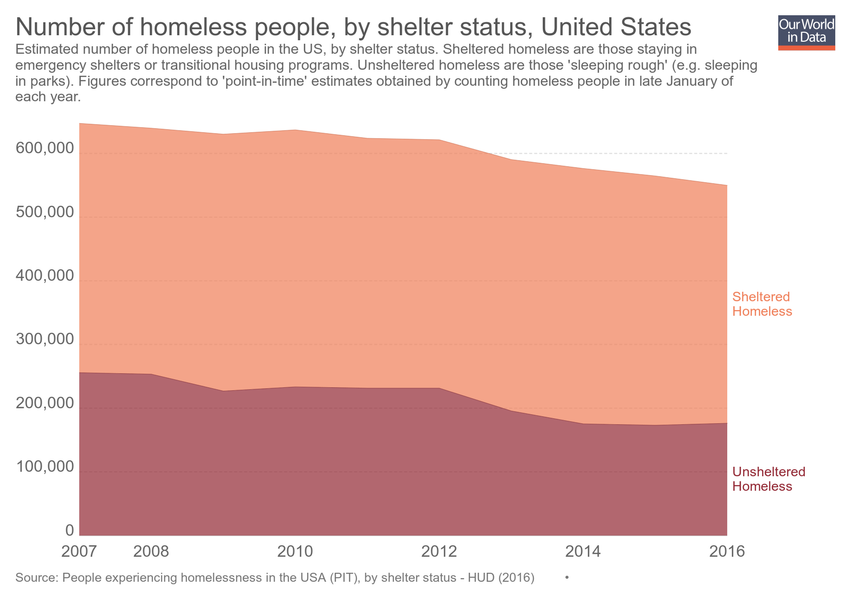 Number of homeless people, by shelter status, United States
Our World
in Data
Estimated number of homeless people in the US, by shelter status. Sheltered homeless are those staying in
emergency shelters or transitional housing programs. Unsheltered homeless are those 'sleeping rough' (e.g. sleeping
in parks). Figures correspond to 'point-in-time' estimates obtained by counting homeless people in late January of
each year.
600,000
500,000
400,000
300,000
200,000
100,000
0
Sheltered
Homeless
Unsheltered
Homeless
2007 2008 2010 2012 2014 2016
Source: People experiencing homelessness in the USA (PIT), by shelter status - HUD (2016) •